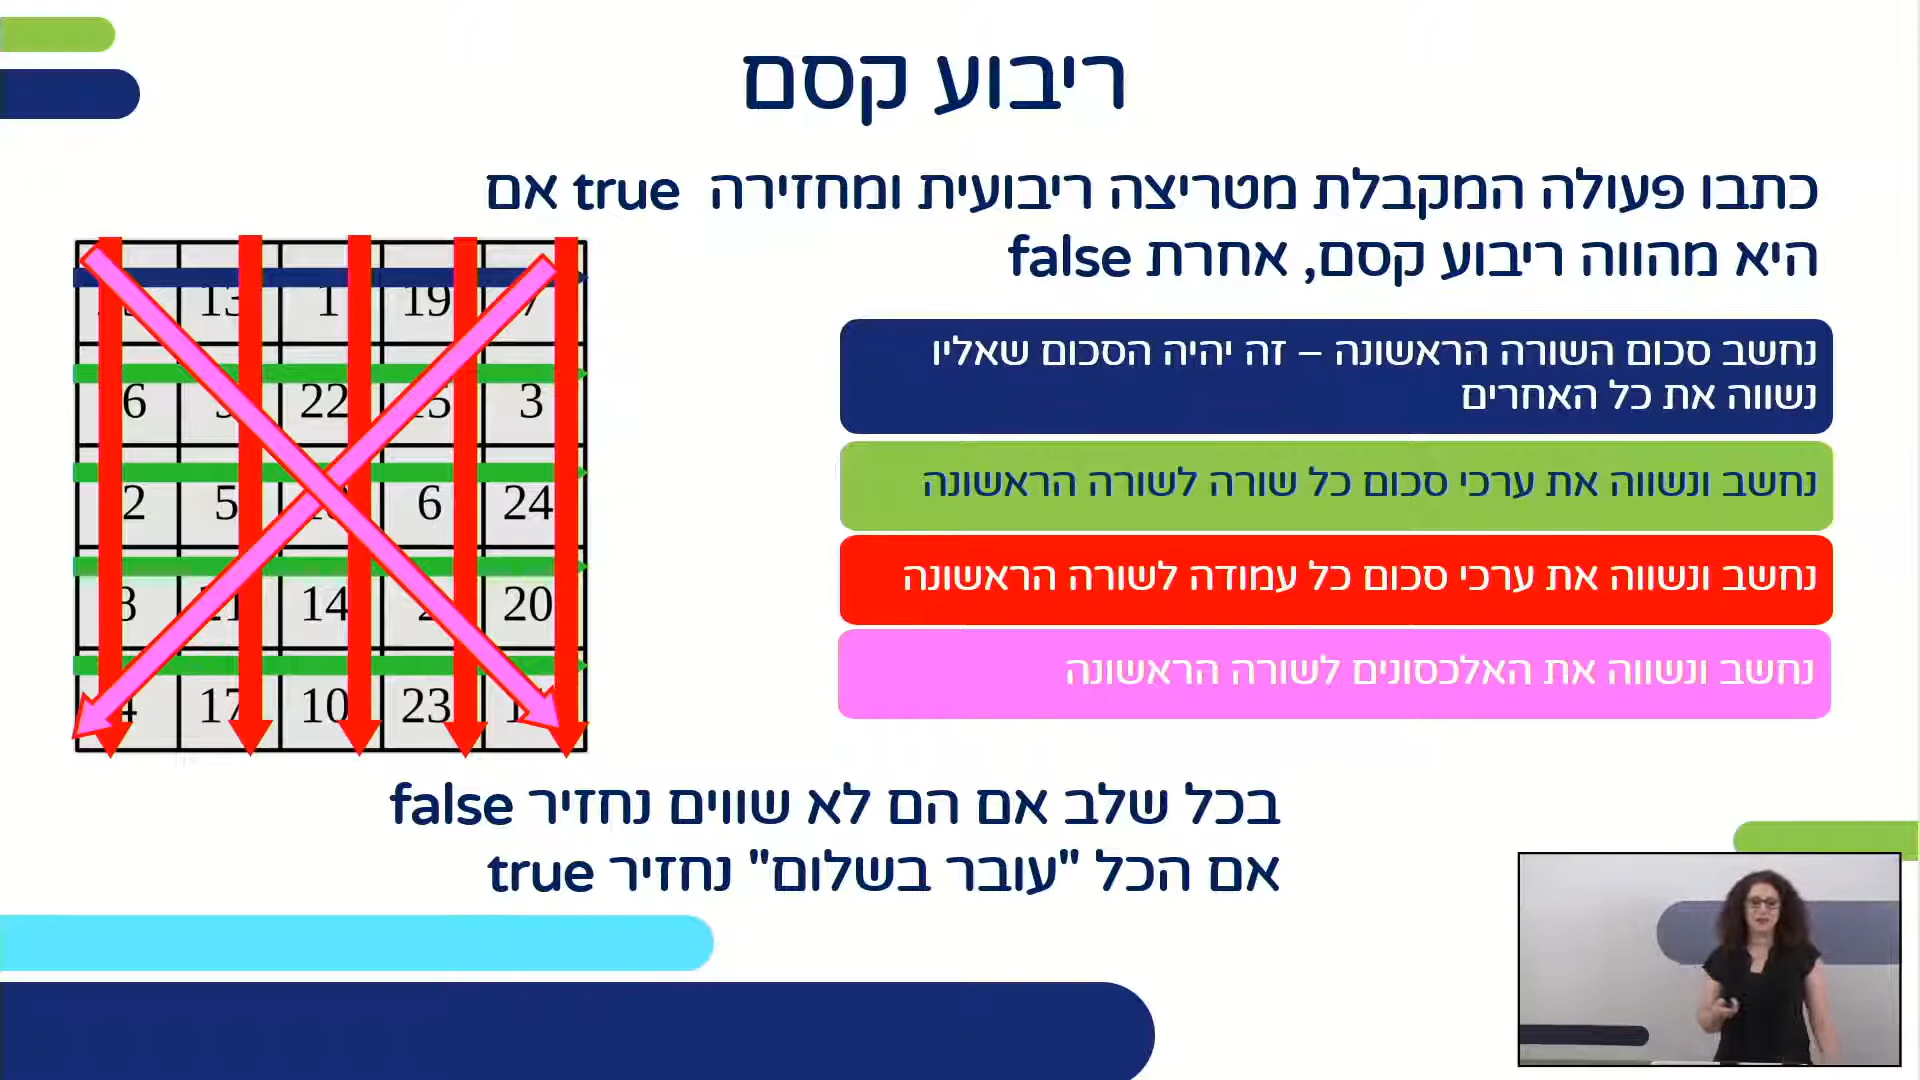 ריבוע קסם
כתבו פעולה המקבלת מטריצה ריבועית ומחזירה true אם
היא מהווה ריבוע קסם, אחרת false
נחשב סכום השורה הראשונה – זה יהיה הסכום שאליו
נשווה את כל האחרים
נחשב ונשווה את ערכי סכום כל שורה לשורה הראשונה
נחשב ונשווה את ערכי סכום כל עמודה לשורה הראשונה
נחשב ונשווה את האלכסונים לשורה הראשונה
13 1 19
22 3
5 6 24
14 20
17 10 23
בכל שלב אם הם לא שווים נחזיר false
אם הכל "עובר בשלום" נחזיר true